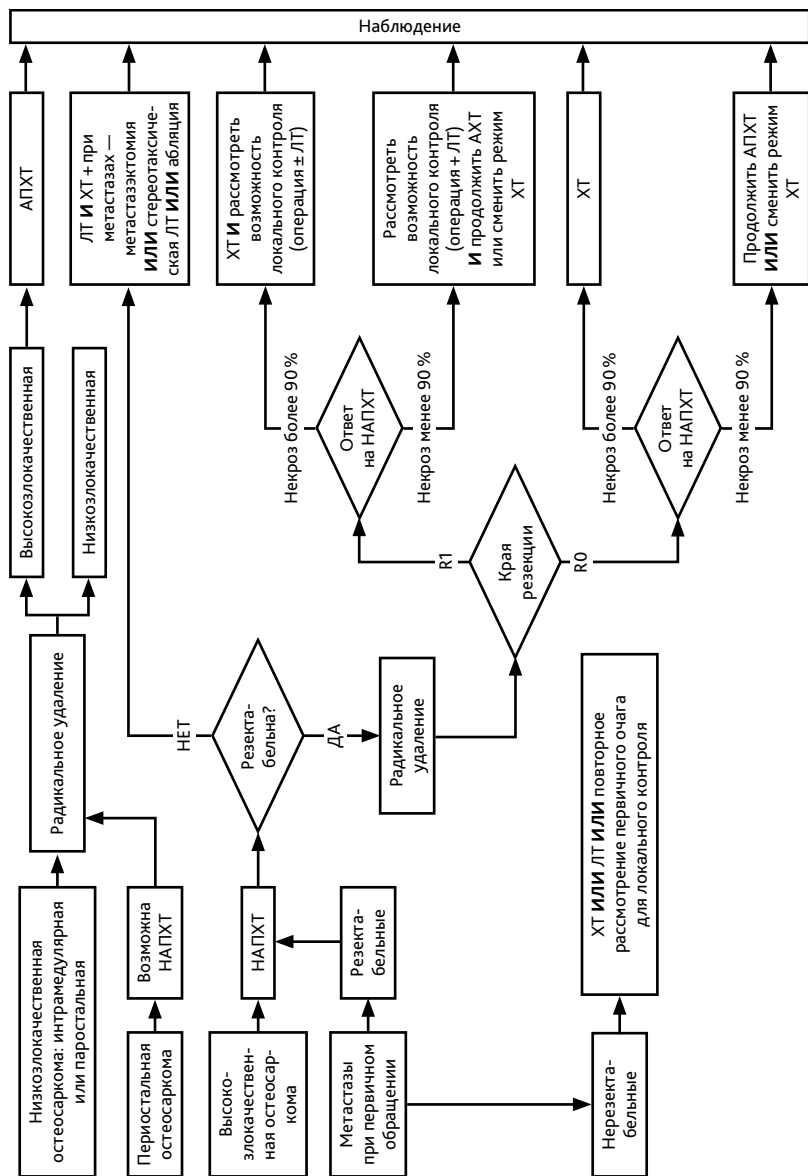 Низкозлокачественная
остеосаркома: интрамедулярная
или паростальная
Периостальная
остеосаркома
Высоко-
злокачествен-
ная остеосар-
кома
Метастазы
при первичном
обращении
Возможна
НАПХТ
НАПХТ
Резекта-
бельные
Нерезекта-
бельные
Радикальное удаление
Резекта-
бельна?
НЕТ
ДА
Радикальное
удаление
ХТ ИЛИ ЛТ ИЛИ повторное
рассмотрение первичного очага
для локального контроля
Высокозлокачественная
Низкозлокачественная
Края
резекции
R1
R0
Ответ
на НАПХТ
Некроз более 90 %
Некроз менее 90 %
Ответ
на НАПХТ
Некроз более 90 %
Некроз менее 90 %
АПХТ
ЛТ И ХТ + при
метастазах —
метастазэктомия
ИЛИ стереотаксиче-
ская ЛТ ИЛИ абляция
ХТ И рассмотреть
возможность
локального контроля
(операция ± ЛТ)
Рассмотреть
возможность
локального контроля
(операция + ЛТ)
И продолжить АХТ
или сменить режим
ХТ
ХТ
Продолжить АПХТ
ИЛИ сменить режим
ХТ
Наблюдение